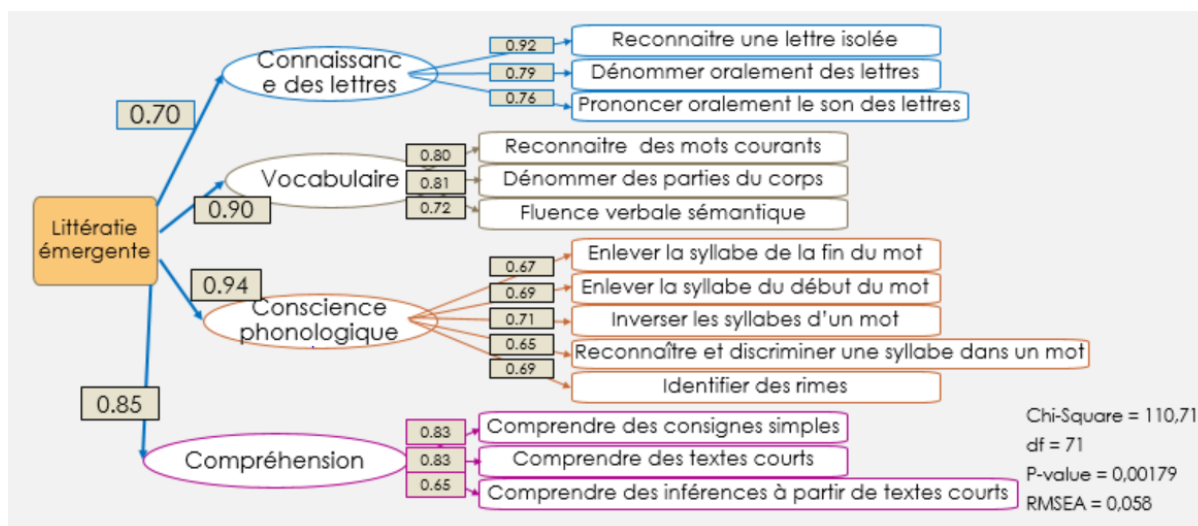 0.70
0.90
0.94
0.85
Littératie
émergente
Connaissanc
e des lettres
0.92
Reconnaitre une lettre isolée
0.79
Dénommer oralement des lettres
0.76
Prononcer oralement le son des lettres
Vocabulaire
0.80
Reconnaitre des mots courants
0.81
Dénommer des parties du corps
0.72
Fluence verbale sémantique
Conscience
phonologique
0.67
Enlever la syllabe de la fin du mot
0.69
Enlever la syllabe du début du mot
0.71
Inverser les syllabes d'un mot
0.65
Reconnaître et discriminer une syllabe dans un mot
0.69
Identifier des rimes
Compréhension
0.83
Comprendre des consignes simples
0.83
Comprendre des textes courts
0.65
Comprendre des inférences à partir de textes courts
Chi-Square = 110,71
df = 71
P-value = 0,00179
RMSEA = 0,058